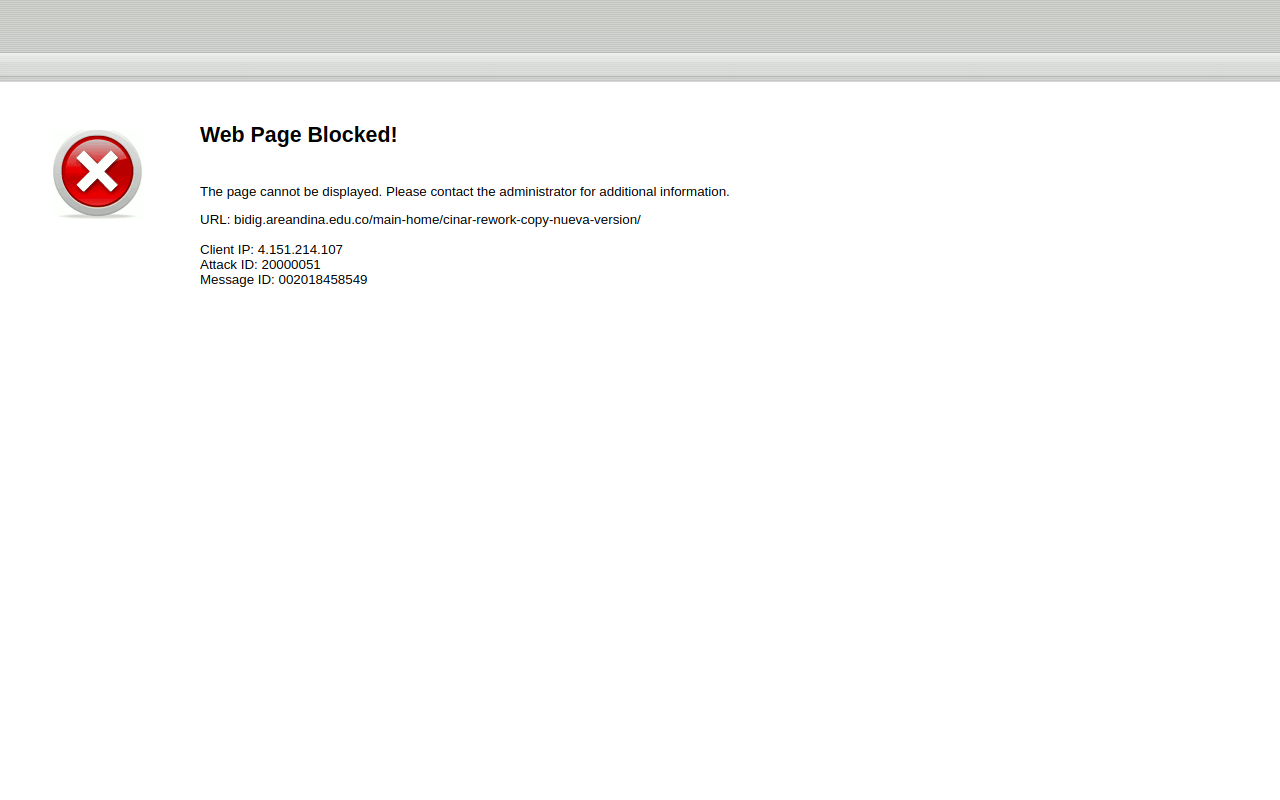 Web Page Blocked!
The page cannot be displayed. Please contact the administrator for additional information.
URL: bidig.areandina.edu.co/main-home/cinar-rework-copy-nueva-version/
Client IP: 4.151.214.107
Attack ID: 20000051
Message ID: 002018458549